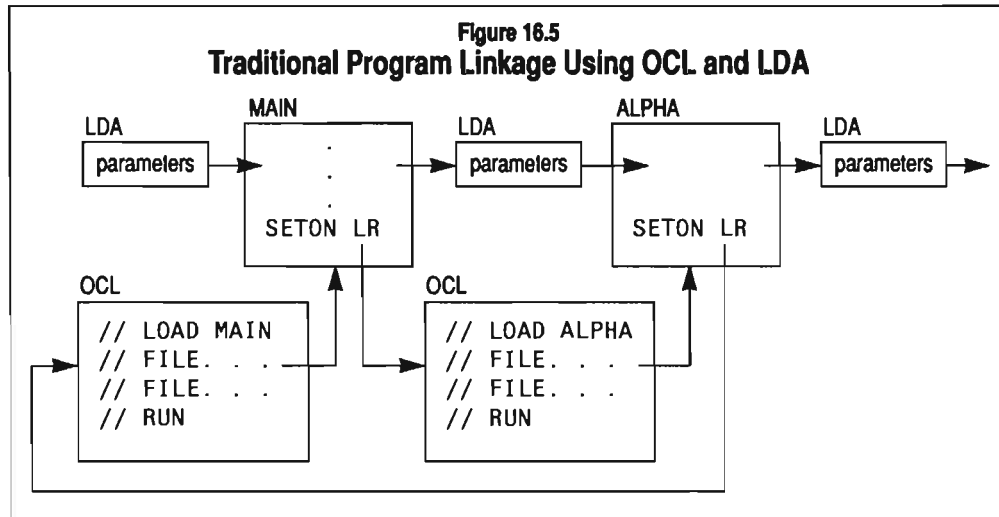 Figure 16.5
Traditional Program Linkage Using OCL and LDA
MAIN
ALPHA
LDA
LDA
LDA
parameters
.
.
.
parameters
parameters
SETON LR
SETON LR
OCL
OCL
// LOAD MAIN
// FILE. . .
// FILE. . .
// RUN
// LOAD ALPHA
// FILE. . .
// FILE. . .
// RUN